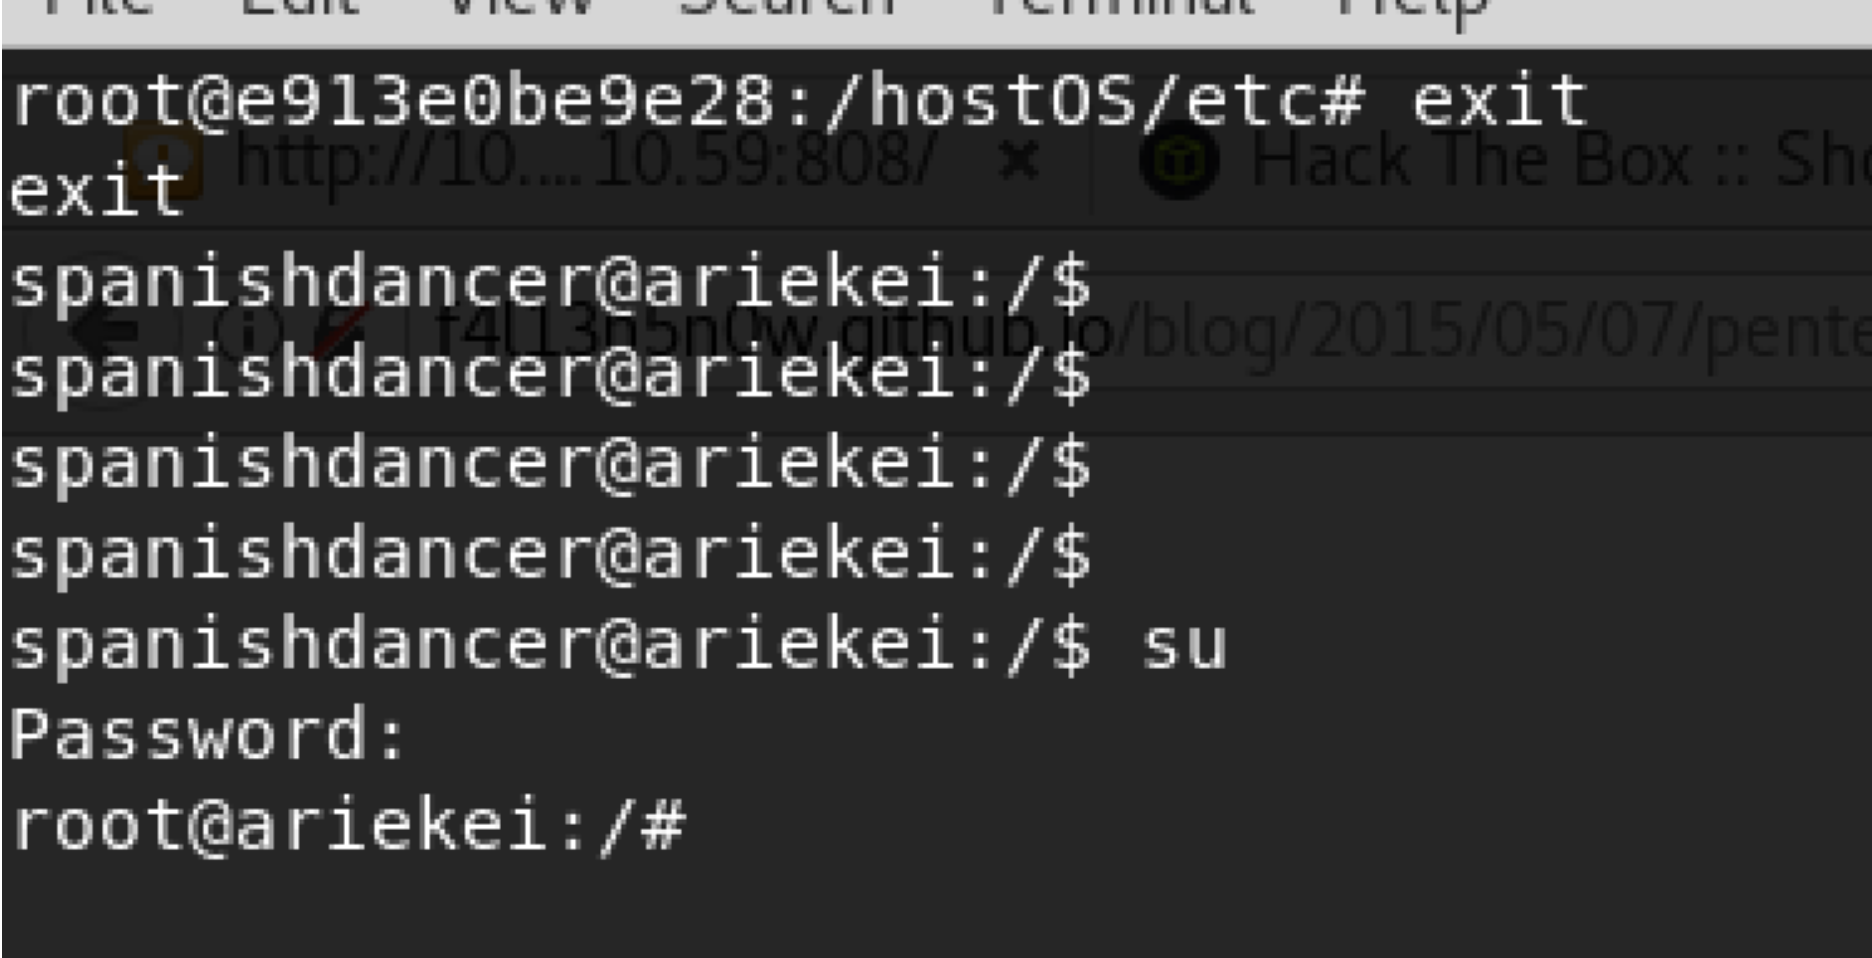 File Edit View Search Terminal Help
root@e913e0be9e28:/hostOS/etc# exit
http://10.... 10.59:808/ × Hack The Box :: Sho
exit
spanishdancer@ariekei:/$
f4l13n5n0w.github.io/blog/2015/05/07/pente
spanishdancer@ariekei:/$
spanishdancer@ariekei:/$
spanishdancer@ariekei:/$
spanishdancer@ariekei:/$ su
Password:
root@ariekei:/#